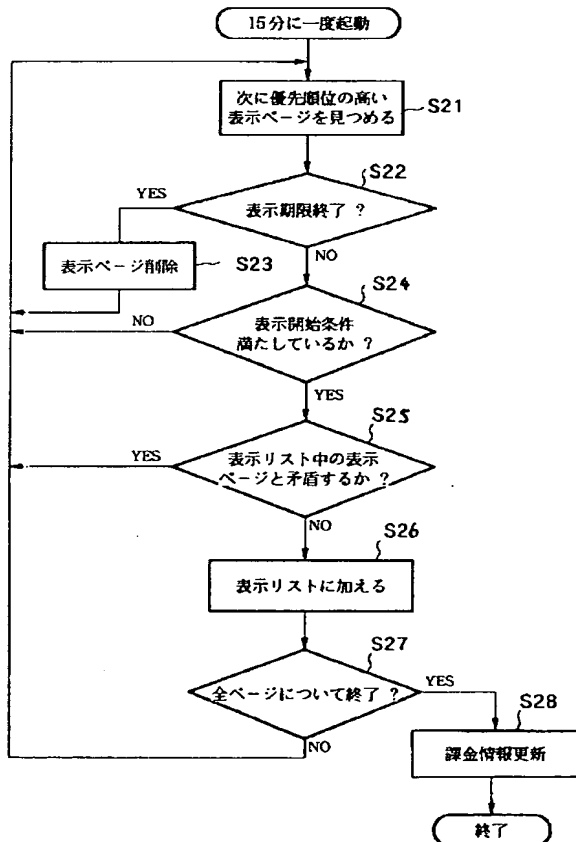 15分に一度起動
次に優先順位の高い
表示ページを見つめる
S21
S22
YES
表示期限終了 ?
NO
S23
表示ページ削除
S24
NO
表示開始条件
満たしているか ?
YES
S25
YES
表示リスト中の表示
ページと矛盾するか ?
NO
S26
表示リストに加える
S27
YES
全ページについて終了 ?
NO
S28
課金情報更新
終了